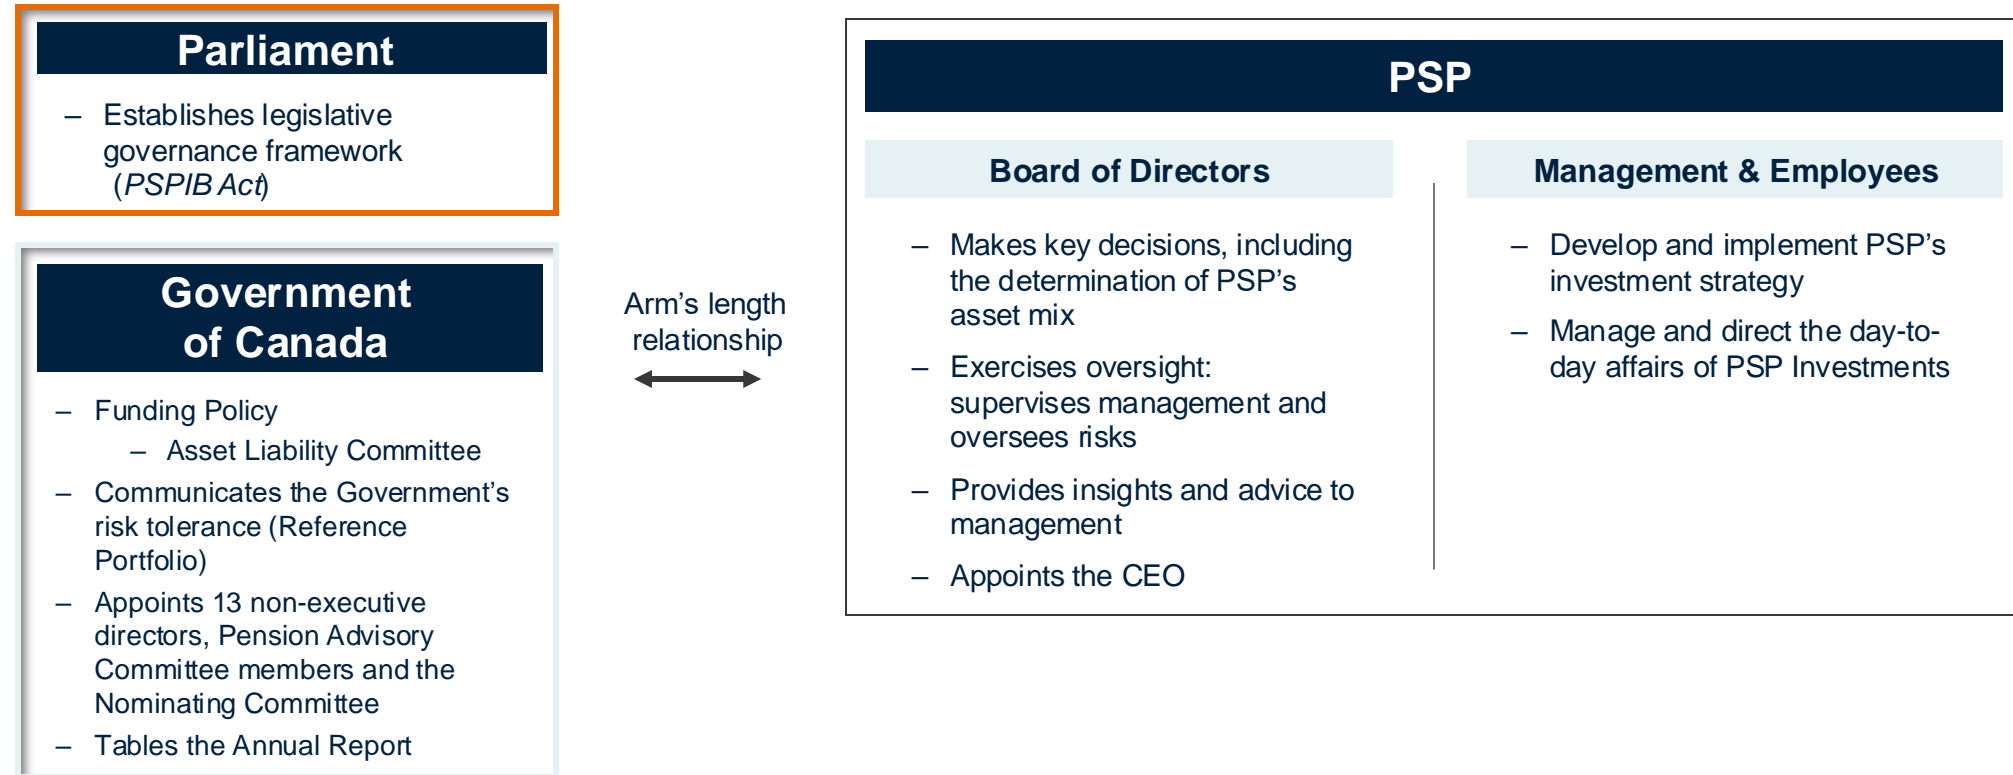 Parliament
– Establishes legislative
governance framework
(PSPIB Act)
Government
of Canada
– Funding Policy
– Asset Liability Committee
– Communicates the Government’s
risk tolerance (Reference
Portfolio)
– Appoints 13 non-executive
directors, Pension Advisory
Committee members and the
Nominating Committee
– Tables the Annual Report
Arm’s length
relationship
PSP
Board of Directors
– Makes key decisions, including
the determination of PSP’s
asset mix
– Exercises oversight:
supervises management and
oversees risks
– Provides insights and advice to
management
– Appoints the CEO
Management & Employees
– Develop and implement PSP’s
investment strategy
– Manage and direct the day-to-
day affairs of PSP Investments